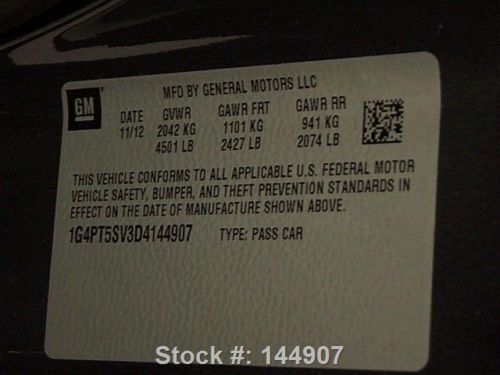 GM
MFD BY GENERAL MOTORS LLC
DATE GVWR GAWR FRT GAWR RR
11/12 2042 KG 1101 KG 941 KG
4501 LB 2427 LB 2074 LB
THIS VEHICLE CONFORMS TO ALL APPLICABLE U.S. FEDERAL MOTOR
VEHICLE SAFETY, BUMPER, AND THEFT PREVENTION STANDARDS IN
EFFECT ON THE DATE OF MANUFACTURE SHOWN ABOVE.
1G4PT5SV3D4144907 TYPE: PASS CAR
Stock #: 144907